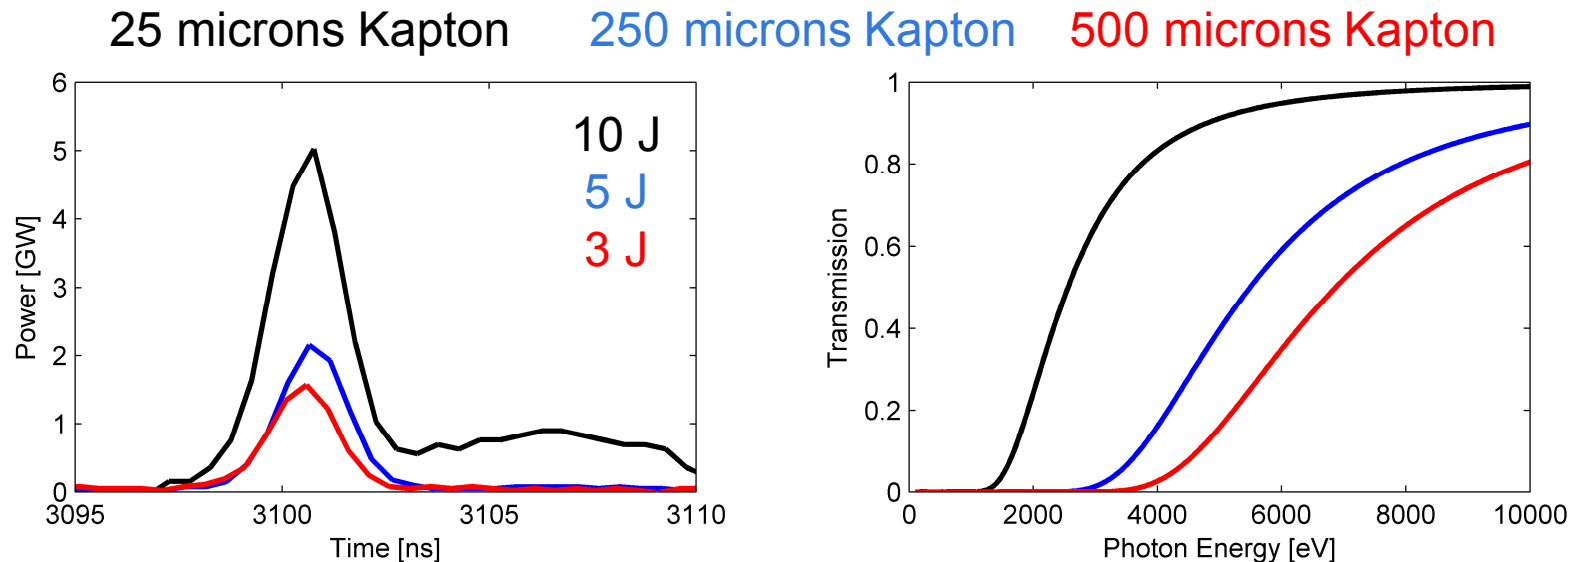 25 microns Kapton 250 microns Kapton 500 microns Kapton
6
5
4
3
2
1
0
Power [GW]
10 J
5 J
3 J
3095 3100 3105 3110
Time [ns]
1
0.8
0.6
0.4
0.2
0
Transmission
0 2000 4000 6000 8000 10000
Photon Energy [eV]